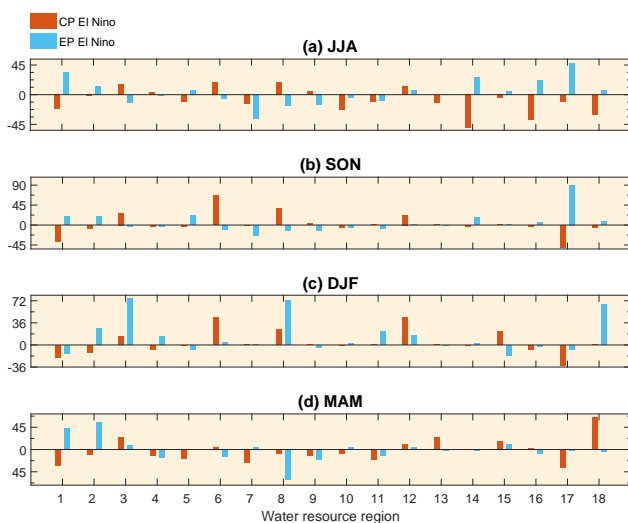 CP El Nino
EP El Nino
(a) JJA
45
0
-45
(b) SON
90
45
0
-45
(c) DJF
72
36
0
-36
(d) MAM
45
0
45
1 2 3 4 5 6 7 8 9 10 11 12 13 14 15 16 17 18
Water resource region